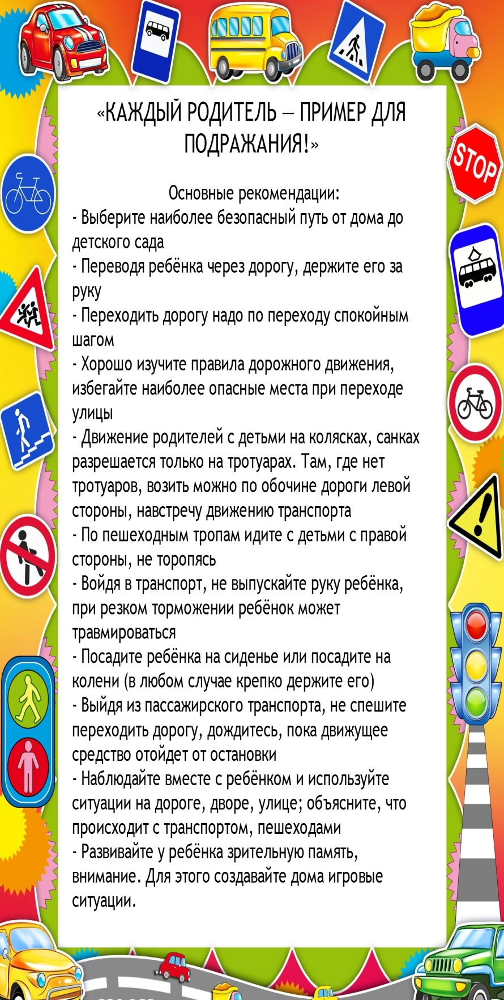 «КАЖДЫЙ РОДИТЕЛЬ – ПРИМЕР ДЛЯ
ПОДРАЖАНИЯ!»
STOP
Основные рекомендации:
- Выберите наиболее безопасный путь от дома до
детского сада
- Переводя ребёнка через дорогу, держите его за
руку
- Переходить дорогу надо по переходу спокойным
шагом
- Хорошо изучите правила дорожного движения,
избегайте наиболее опасные места при переходе
улицы
- Движение родителей с детьми на колясках, санках
разрешается только на тротуарах. Там, где нет
тротуаров, возить можно по обочине дороги левой
стороны, навстречу движению транспорта
- По пешеходным тропам идите с детьми с правой
стороны, не торопясь
- Войдя в транспорт, не выпускайте руку ребёнка,
при резком торможении ребёнок может
травмироваться
- Посадите ребёнка на сиденье или посадите на
колени (в любом случае крепко держите его)
- Выйдя из пассажирского транспорта, не спешите
переходить дорогу, дождитесь, пока движущее
средство отойдет от остановки
- Наблюдайте вместе с ребёнком и используйте
ситуации на дороге, дворе, улице; объясните, что
происходит с транспортом, пешеходами
- Развивайте у ребёнка зрительную память,
внимание. Для этого создавайте дома игровые
ситуации.